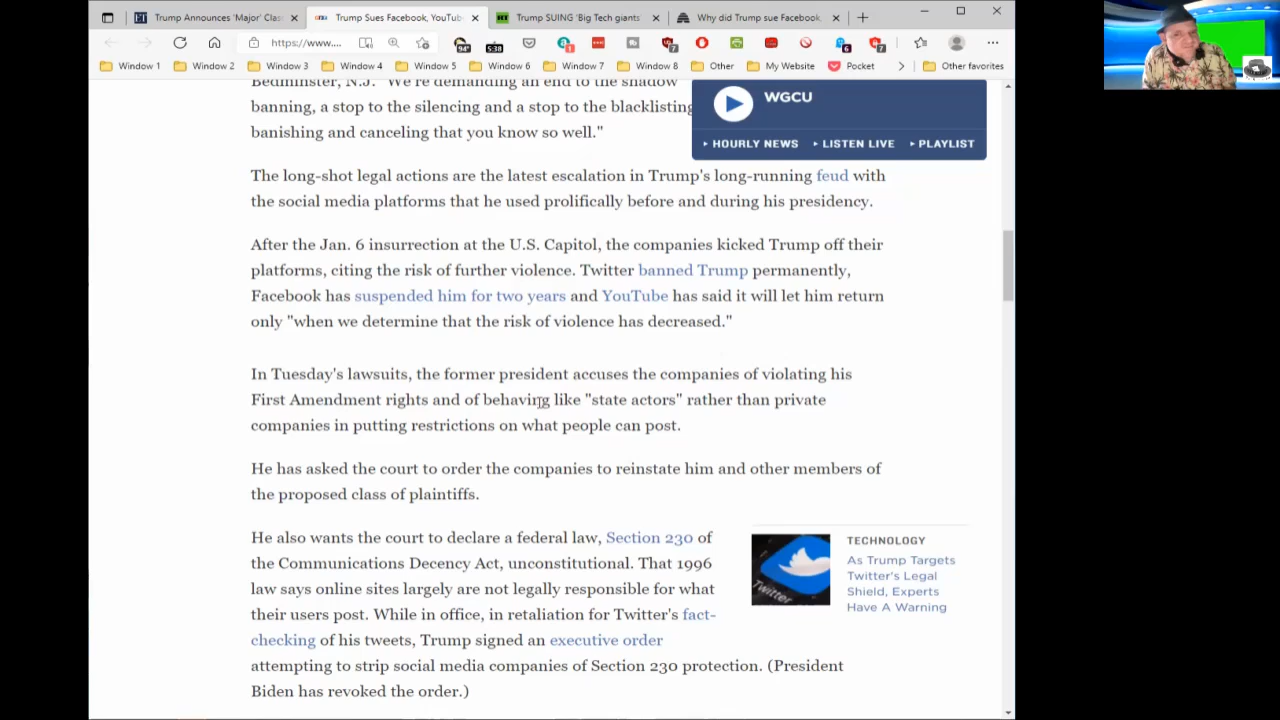 Trump Announces 'Major' Clas
Trump Sues Facebook, YouTub
Trump SUING 'Big Tech giants
Why did Trump sue Facebook,
https://www....
94°
5:38
Window 1
Window 2
Window 3
Window 4
Window 5
Window 6
Window 7
Window 8
Other
My Website
Pocket
Other favorites
Bedminster, N.J. "We're demanding an end to the shadow
banning, a stop to the silencing and a stop to the blacklisting,
banishing and canceling that you know so well."
WGCU
HOURLY NEWS
LISTEN LIVE
PLAYLIST
The long-shot legal actions are the latest escalation in Trump's long-running feud with
the social media platforms that he used prolifically before and during his presidency.
After the Jan. 6 insurrection at the U.S. Capitol, the companies kicked Trump off their
platforms, citing the risk of further violence. Twitter banned Trump permanently,
Facebook has suspended him for two years and YouTube has said it will let him return
only "when we determine that the risk of violence has decreased."
In Tuesday's lawsuits, the former president accuses the companies of violating his
First Amendment rights and of behaving like "state actors" rather than private
companies in putting restrictions on what people can post.
He has asked the court to order the companies to reinstate him and other members of
the proposed class of plaintiffs.
He also wants the court to declare a federal law, Section 230 of
the Communications Decency Act, unconstitutional. That 1996
law says online sites largely are not legally responsible for what
their users post. While in office, in retaliation for Twitter's fact-
checking of his tweets, Trump signed an executive order
attempting to strip social media companies of Section 230 protection. (President
Biden has revoked the order.)
Twitter
TECHNOLOGY
As Trump Targets
Twitter's Legal
Shield, Experts
Have A Warning